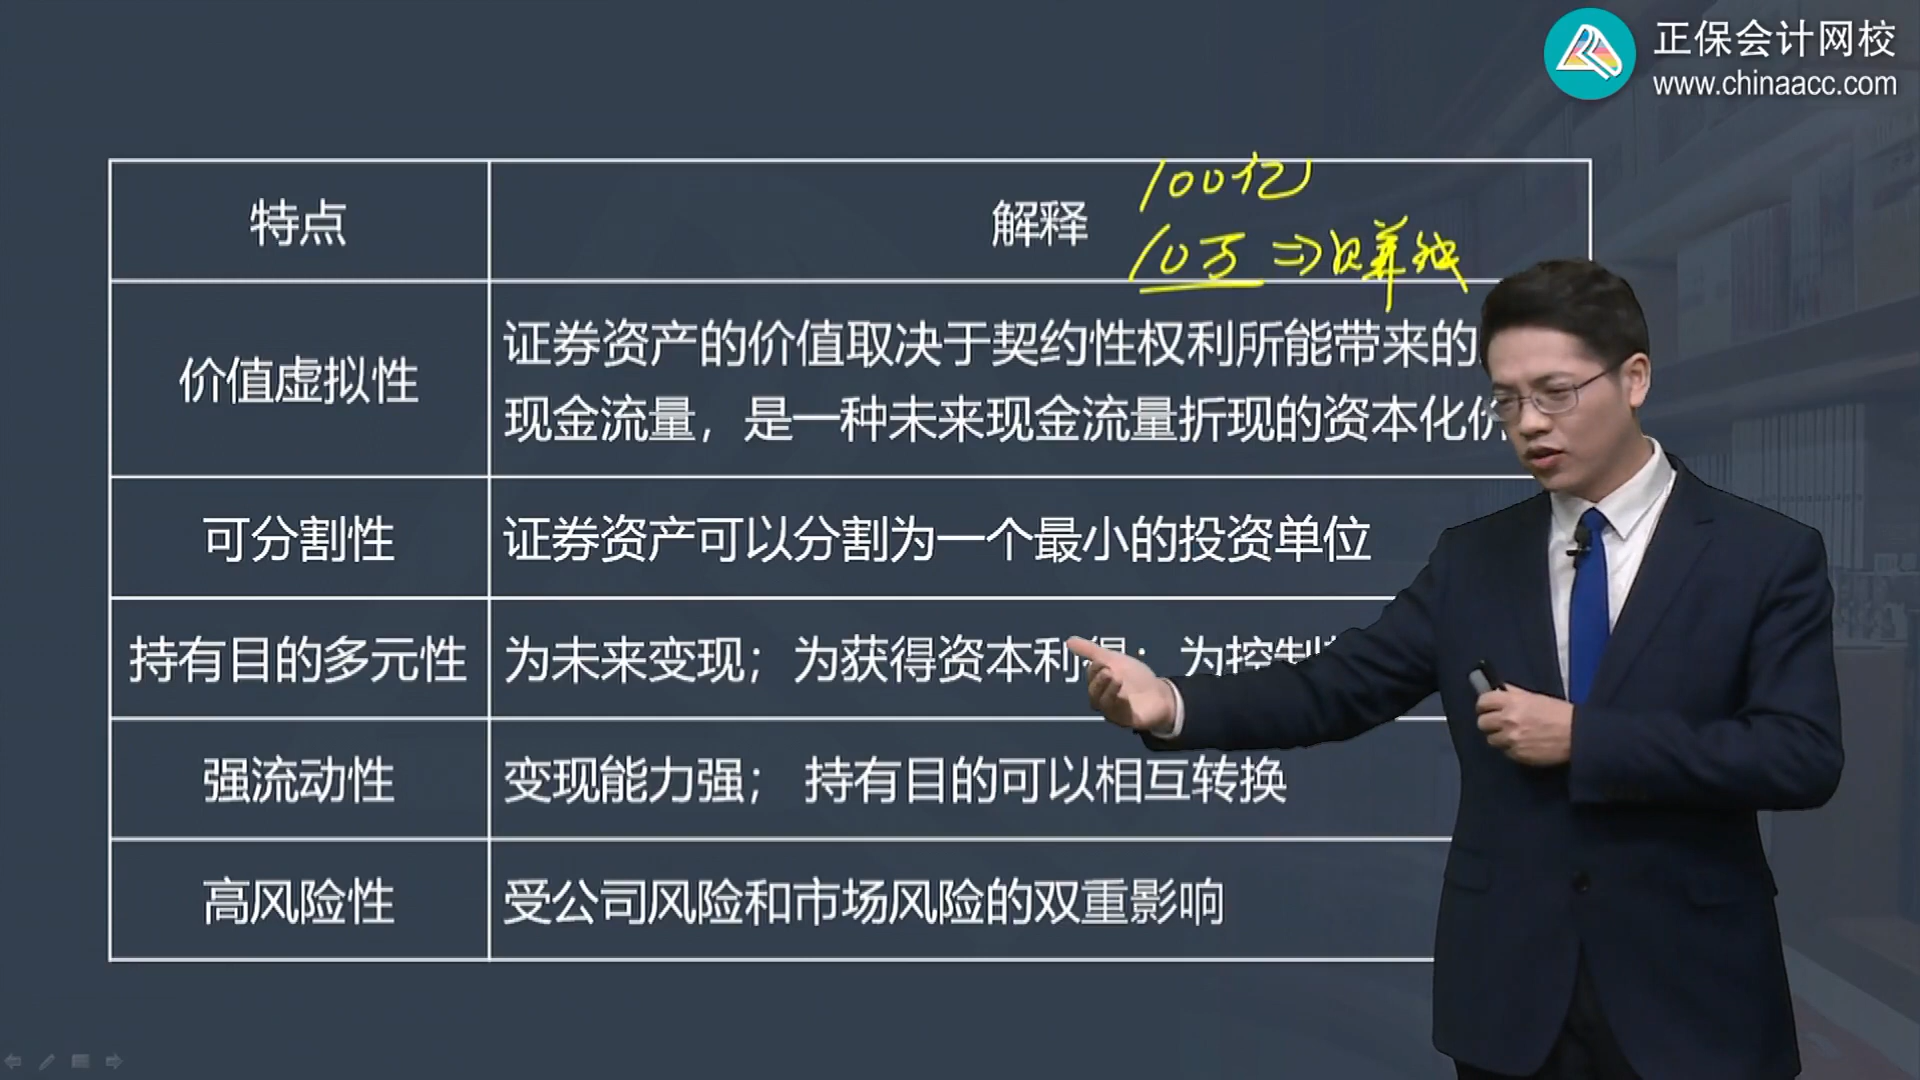 正保会计网校
www.chinaacc.com
100亿
10万⇒赚钱
特点
解释
价值虚拟性
证券资产的价值取决于契约性权利所能带来的
现金流量，是一种未来现金流量折现的资本化价
可分割性
证券资产可以分割为一个最小的投资单位
持有目的多元性
为未来变现；为获得资本利得；为控制
强流动性
变现能力强； 持有目的可以相互转换
高风险性
受公司风险和市场风险的双重影响